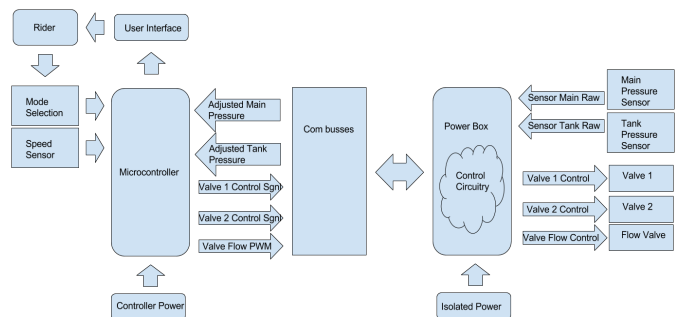 Rider
User Interface
Mode
Selection
Speed
Sensor
Microcontroller
Adjusted Main
Pressure
Adjusted Tank
Pressure
Valve 1 Control Sgnl
Valve 2 Control Sgnl
Valve Flow PWM
Com busses
Power Box
Control
Circuitry
Sensor Main Raw
Sensor Tank Raw
Main
Pressure
Sensor
Tank
Pressure
Sensor
Valve 1 Control
Valve 1
Valve 2 Control
Valve 2
Valve Flow Control
Flow Valve
Controller Power
Isolated Power